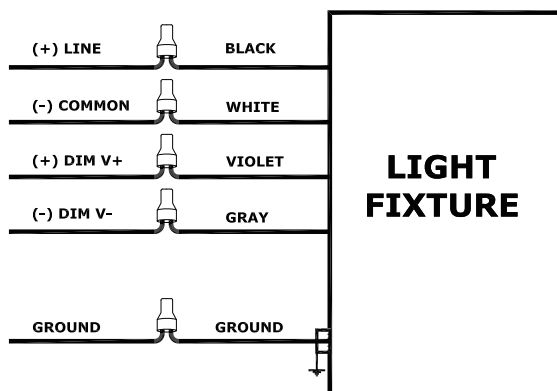 (+) LINE BLACK
(-) COMMON WHITE
(+) DIM V+ VIOLET
(-) DIM V- GRAY
GROUND GROUND
LIGHT
FIXTURE